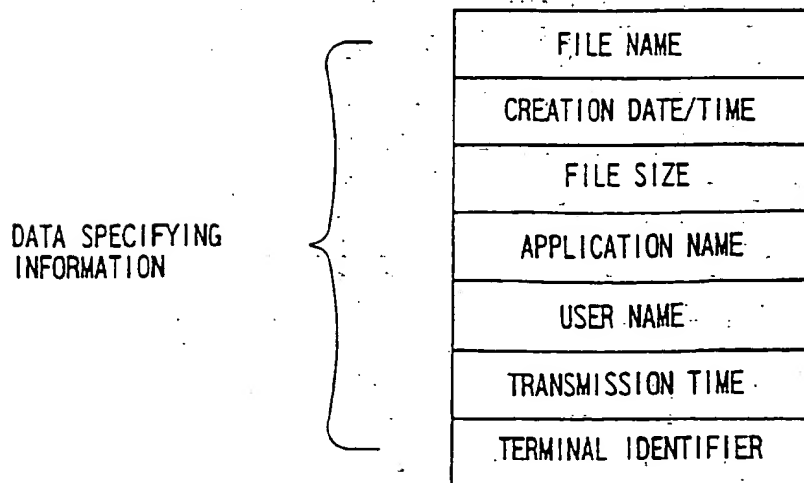 FILE NAME
CREATION DATE/TIME
FILE SIZE
DATA SPECIFYING
INFORMATION
APPLICATION NAME
USER NAME
TRANSMISSION TIME
TERMINAL IDENTIFIER